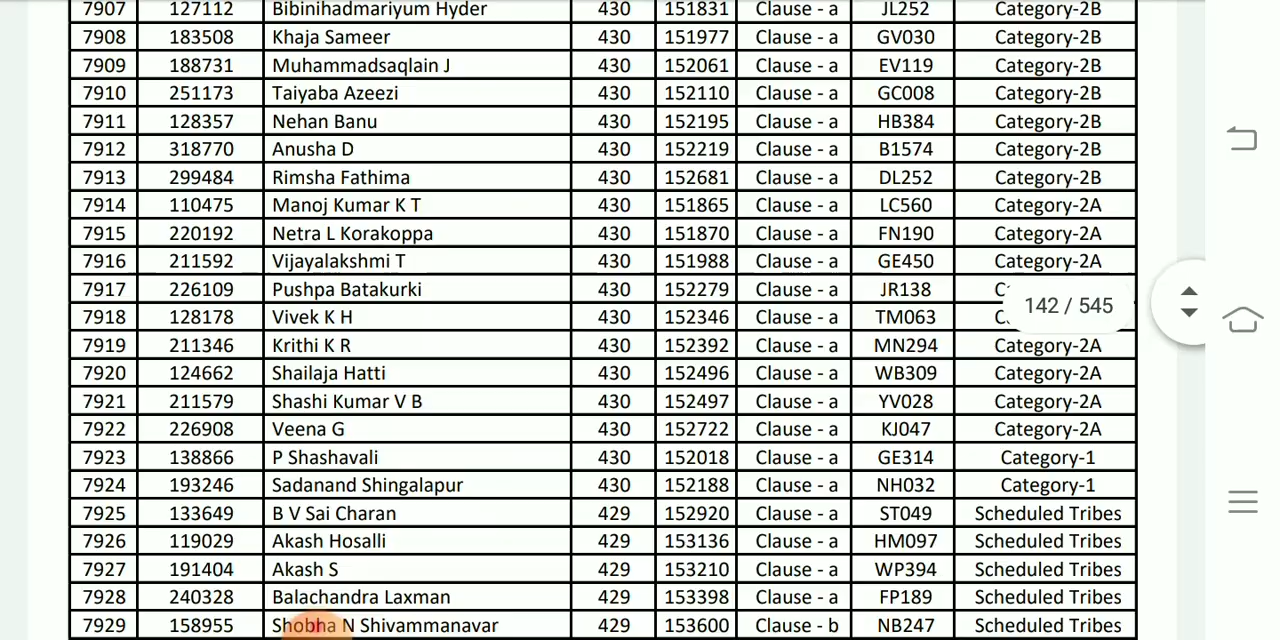 7907 127112 Bibinihadmariyum Hyder 430 151831 Clause - a JL252 Category-2B
7908 183508 Khaja Sameer 430 151977 Clause - a GV030 Category-2B
7909 188731 Muhammadsaqlain J 430 152061 Clause - a EV119 Category-2B
7910 251173 Taiyaba Azeezi 430 152110 Clause - a GC008 Category-2B
7911 128357 Nehan Banu 430 152195 Clause - a HB384 Category-2B
7912 318770 Anusha D 430 152219 Clause - a B1574 Category-2B
7913 299484 Rimsha Fathima 430 152681 Clause - a DL252 Category-2B
7914 110475 Manoj Kumar K T 430 151865 Clause - a LC560 Category-2A
7915 220192 Netra L Korakoppa 430 151870 Clause - a FN190 Category-2A
7916 211592 Vijayalakshmi T 430 151988 Clause - a GE450 Category-2A
7917 226109 Pushpa Batakurki 430 152279 Clause - a JR138
142 / 545
7918 128178 Vivek K H 430 152346 Clause - a TM063
7919 211346 Krithi K R 430 152392 Clause - a MN294 Category-2A
7920 124662 Shailaja Hatti 430 152496 Clause - a WB309 Category-2A
7921 211579 Shashi Kumar V B 430 152497 Clause - a YV028 Category-2A
7922 226908 Veena G 430 152722 Clause - a KJ047 Category-2A
7923 138866 P Shashavali 430 152018 Clause - a GE314 Category-1
7924 193246 Sadanand Shingalapur 430 152188 Clause - a NH032 Category-1
7925 133649 B V Sai Charan 429 152920 Clause - a ST049 Scheduled Tribes
7926 119029 Akash Hosalli 429 153136 Clause - a HM097 Scheduled Tribes
7927 191404 Akash S 429 153210 Clause - a WP394 Scheduled Tribes
7928 240328 Balachandra Laxman 429 153398 Clause - a FP189 Scheduled Tribes
7929 158955 Shobha N Shivammanavar 429 153600 Clause - b NB247 Scheduled Tribes